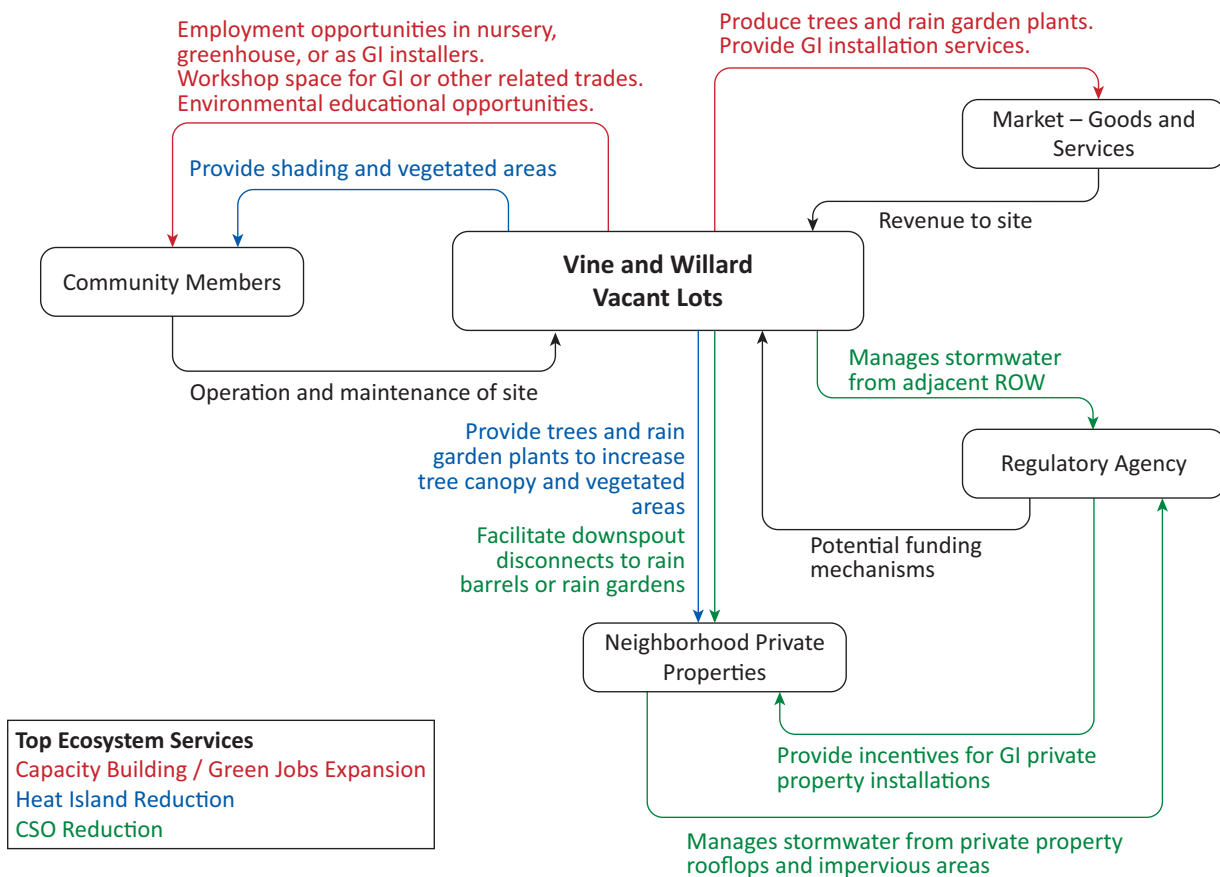 Employment opportunities in nursery,
greenhouse, or as GI installers.
Workshop space for GI or other related trades.
Environmental educational opportunities.
Produce trees and rain garden plants.
Provide GI installation services.
Market – Goods and
Services
Provide shading and vegetated areas
Revenue to site
Community Members
Vine and Willard
Vacant Lots
Operation and maintenance of site
Manages stormwater
from adjacent ROW
Provide trees and rain
garden plants to increase
tree canopy and vegetated
areas
Facilitate downspout
disconnects to rain
barrels or rain gardens
Regulatory Agency
Potential funding
mechanisms
Neighborhood Private
Properties
Provide incentives for GI private
property installations
Manages stormwater from private property
rooflops and impervious areas
Top Ecosystem Services
Capacity Building / Green Jobs Expansion
Heat Island Reduction
CSO Reduction